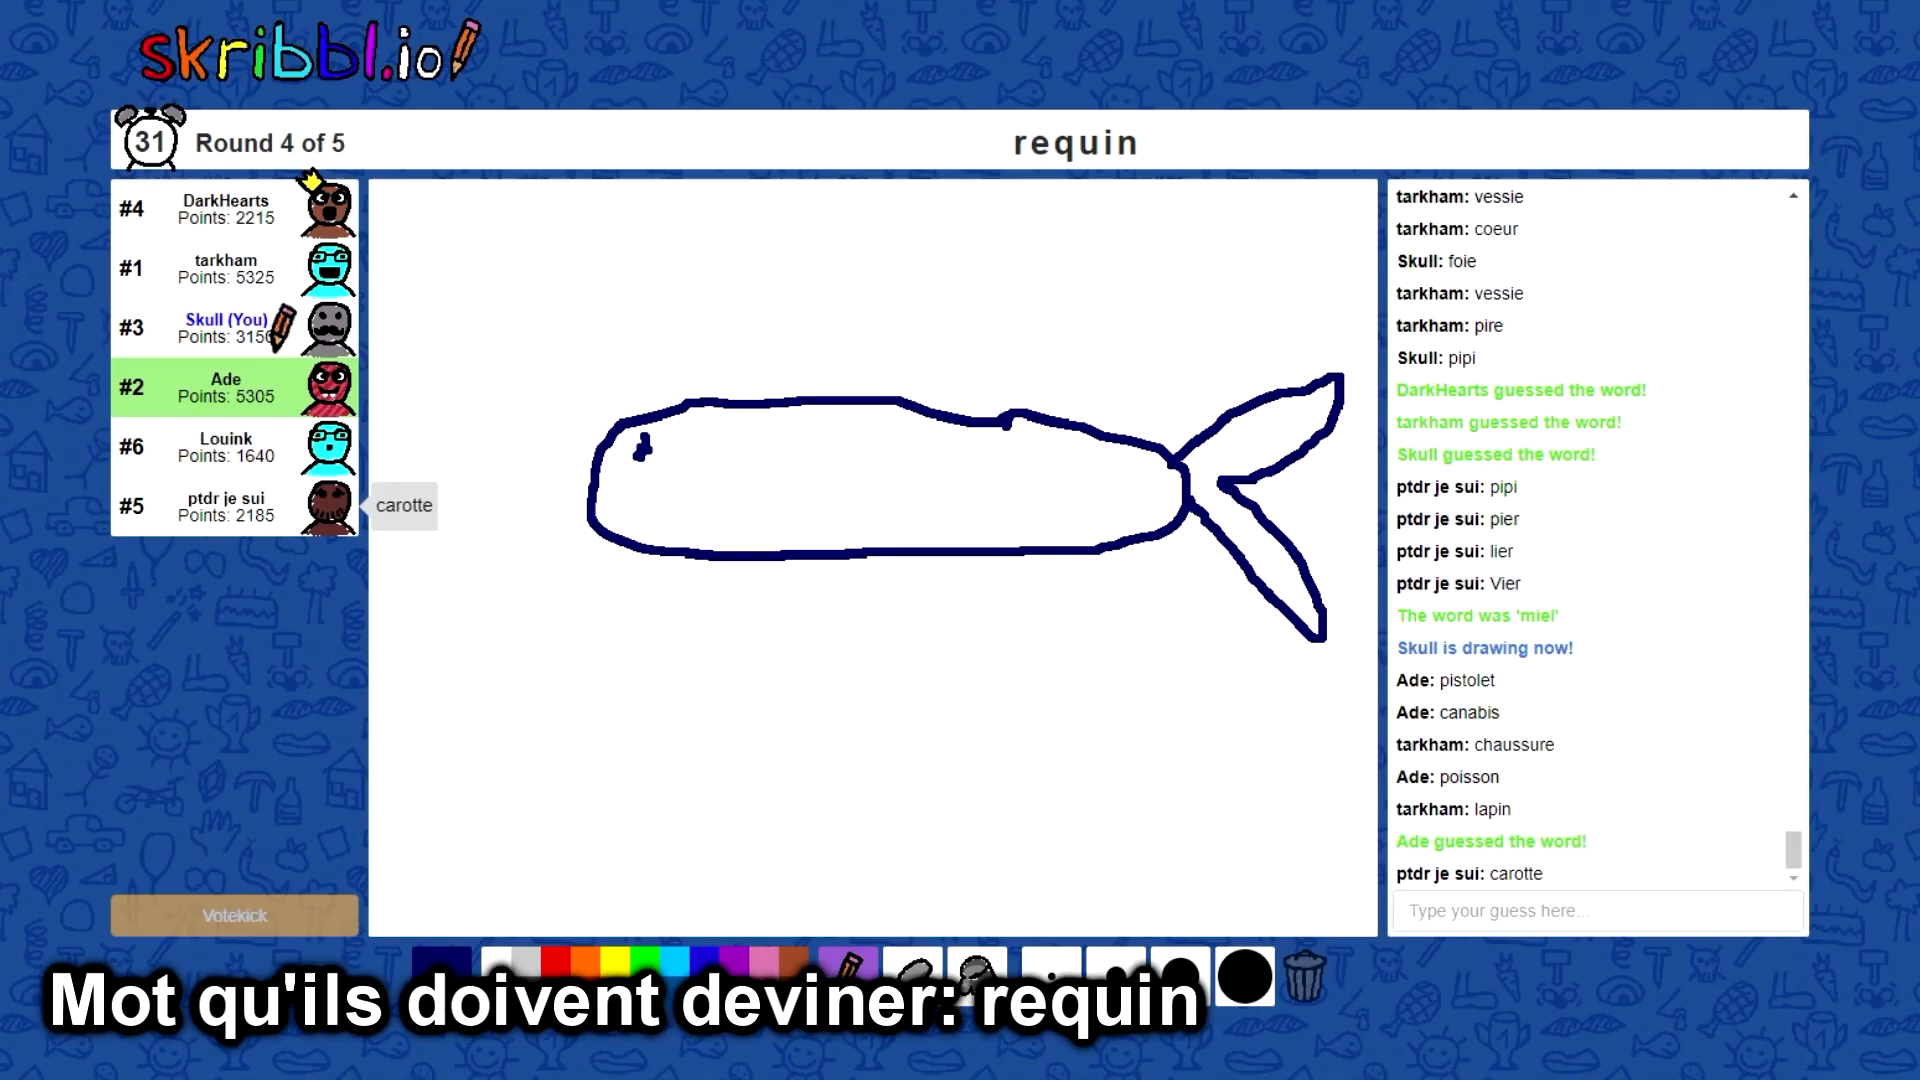 skribbl.io
31
Round 4 of 5
requin
#4
DarkHearts
Points: 2215
#1
tarkham
Points: 5325
#3
Skull (You)
Points: 3150
#2
Ade
Points: 5305
#6
Louink
Points: 1640
#5
ptdr je sui
Points: 2185
carotte
Votekick
tarkham: vessie
tarkham: coeur
Skull: foie
tarkham: vessie
tarkham: pire
Skull: pipi
DarkHearts guessed the word!
tarkham guessed the word!
Skull guessed the word!
ptdr je sui: pipi
ptdr je sui: pier
ptdr je sui: lier
ptdr je sui: Vier
The word was 'miel'
Skull is drawing now!
Ade: pistolet
Ade: canabis
tarkham: chaussure
Ade: poisson
tarkham: lapin
Ade guessed the word!
ptdr je sui: carotte
Type your guess here...
Mot qu'ils doivent deviner: requin